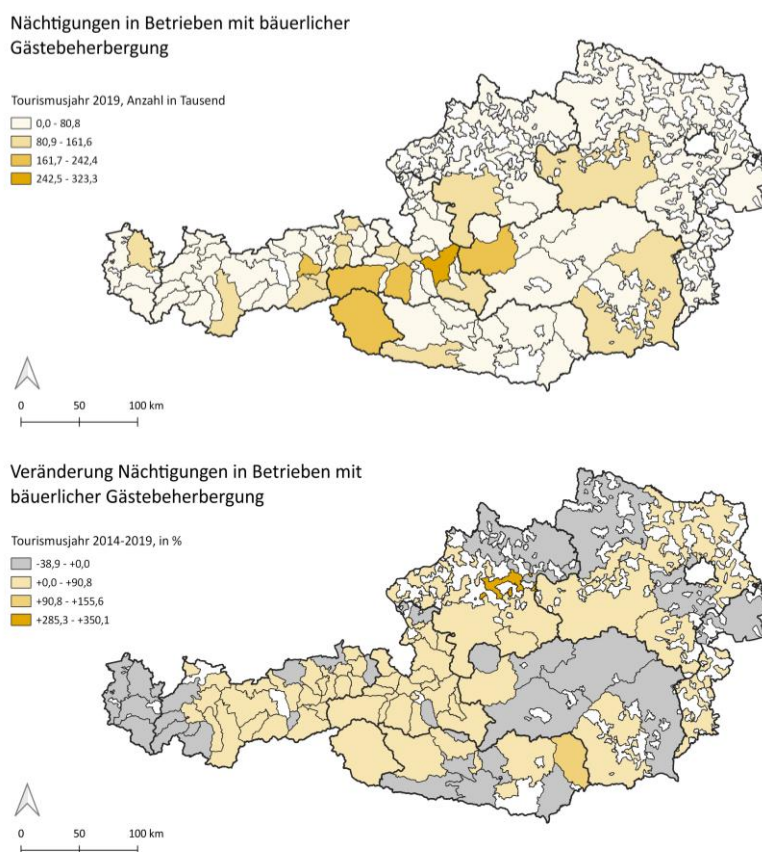 Nächtigungen in Betrieben mit bäuerlicher
Gästebeherbergung
Tourismusjahr 2019, Anzahl in Tausend
0,0 - 80,8
80,9 - 161,6
161,7 - 242,4
242,5 - 323,3
0 50 100 km
Veränderung Nächtigungen in Betrieben mit
bäuerlicher Gästebeherbergung
Tourismusjahr 2014-2019, in %
-38,9 - +0,0
+0,0 - +90,8
+90,8 - +155,6
+285,3 - +350,1
0 50 100 km